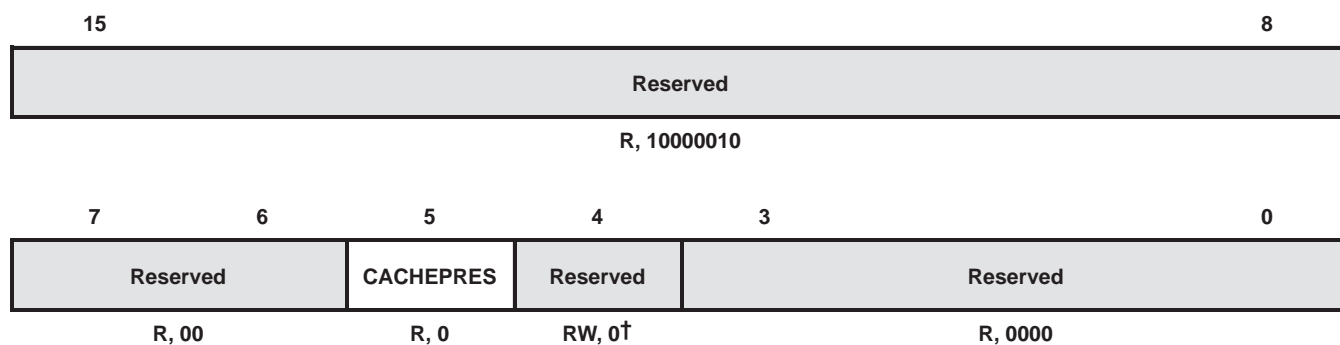 15 8
Reserved
R, 10000010
7 6 5 4 3 0
Reserved CACHEPRES Reserved Reserved
R, 00 R, 0 RW, 0† R, 0000